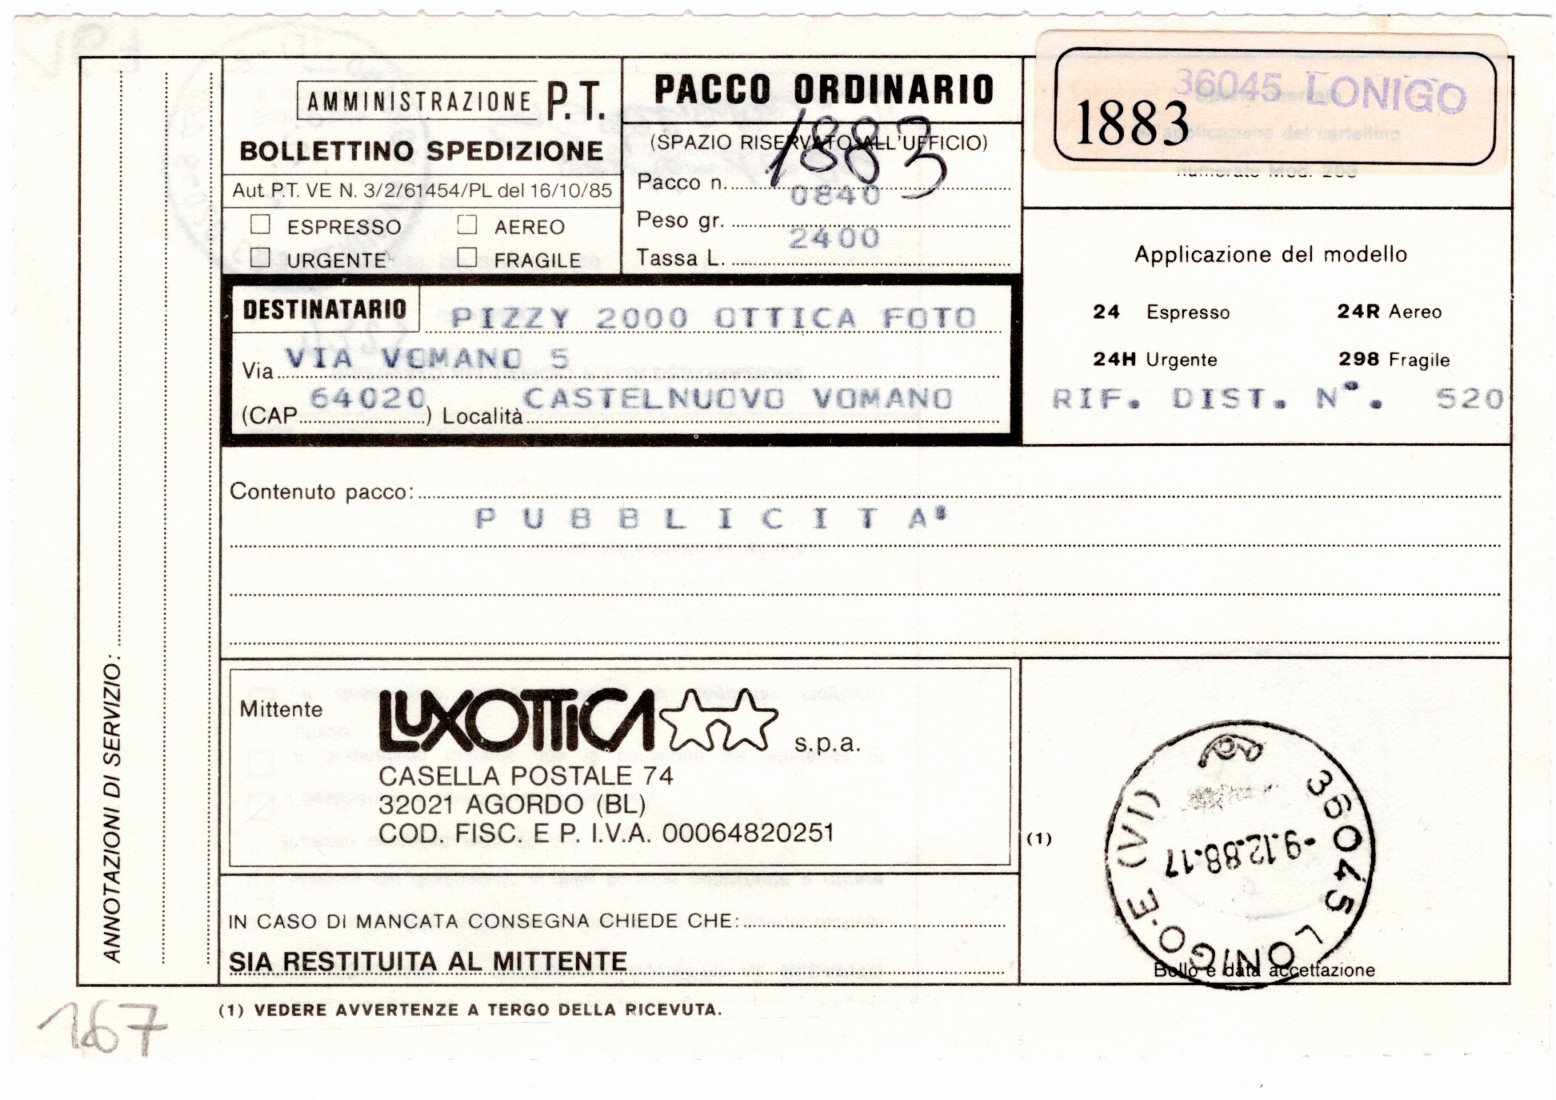 AMMINISTRAZIONE P.T.
BOLLETTINO SPEDIZIONE
Aut P.T. VE N. 3/2/61454/PL del 16/10/85
ESPRESSO AEREO
URGENTE FRAGILE
PACCO ORDINARIO
(SPAZIO RISERVATO ALL'UFFICIO)
1883
Pacco n.
0840
Peso gr.
2400
Tassa L.
36045 LONIGO
1883
numerato Mod. 268
Applicazione del modello
24 Espresso 24R Aereo
24H Urgente 298 Fragile
RIF. DIST. N°. 520
DESTINATARIO PIZZY 2000 OTTICA FOTO
Via VIA VOMANO 5
(CAP 64020 ) Località CASTELNUOVO VOMANO
Contenuto pacco:
PUBBLICITA'
ANNOTAZIONI DI SERVIZIO:
Mittente LUXOTTICA s.p.a.
CASELLA POSTALE 74
32021 AGORDO (BL)
COD. FISC. E P. I.V.A. 00064820251
IN CASO DI MANCATA CONSEGNA CHIEDE CHE:
SIA RESTITUITA AL MITTENTE
(1)
36045 LONIGO-E (VI)
-9.12.88-17
Bollo e data accettazione
(1) VEDERE AVVERTENZE A TERGO DELLA RICEVUTA.
167